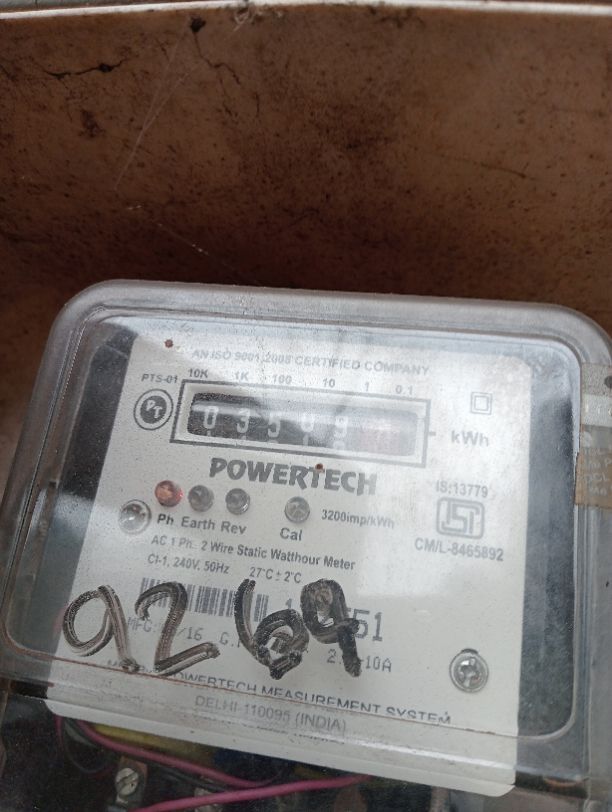 AN ISO 9001:2008 CERTIFIED COMPANY
10K 1K 100 10 1 0.1
PTS-01
PT
kWh
POWERTECH
IS:13779
Ph Earth Rev
Cal
3200imp/kWh
CM/L-8465892
AC 1 Ph. 2 Wire Static Watthour Meter
Cl-1, 240V, 50Hz 27°C ± 2°C
9269
POWERTECH MEASUREMENT SYSTEM
DELHI-110095 (INDIA)